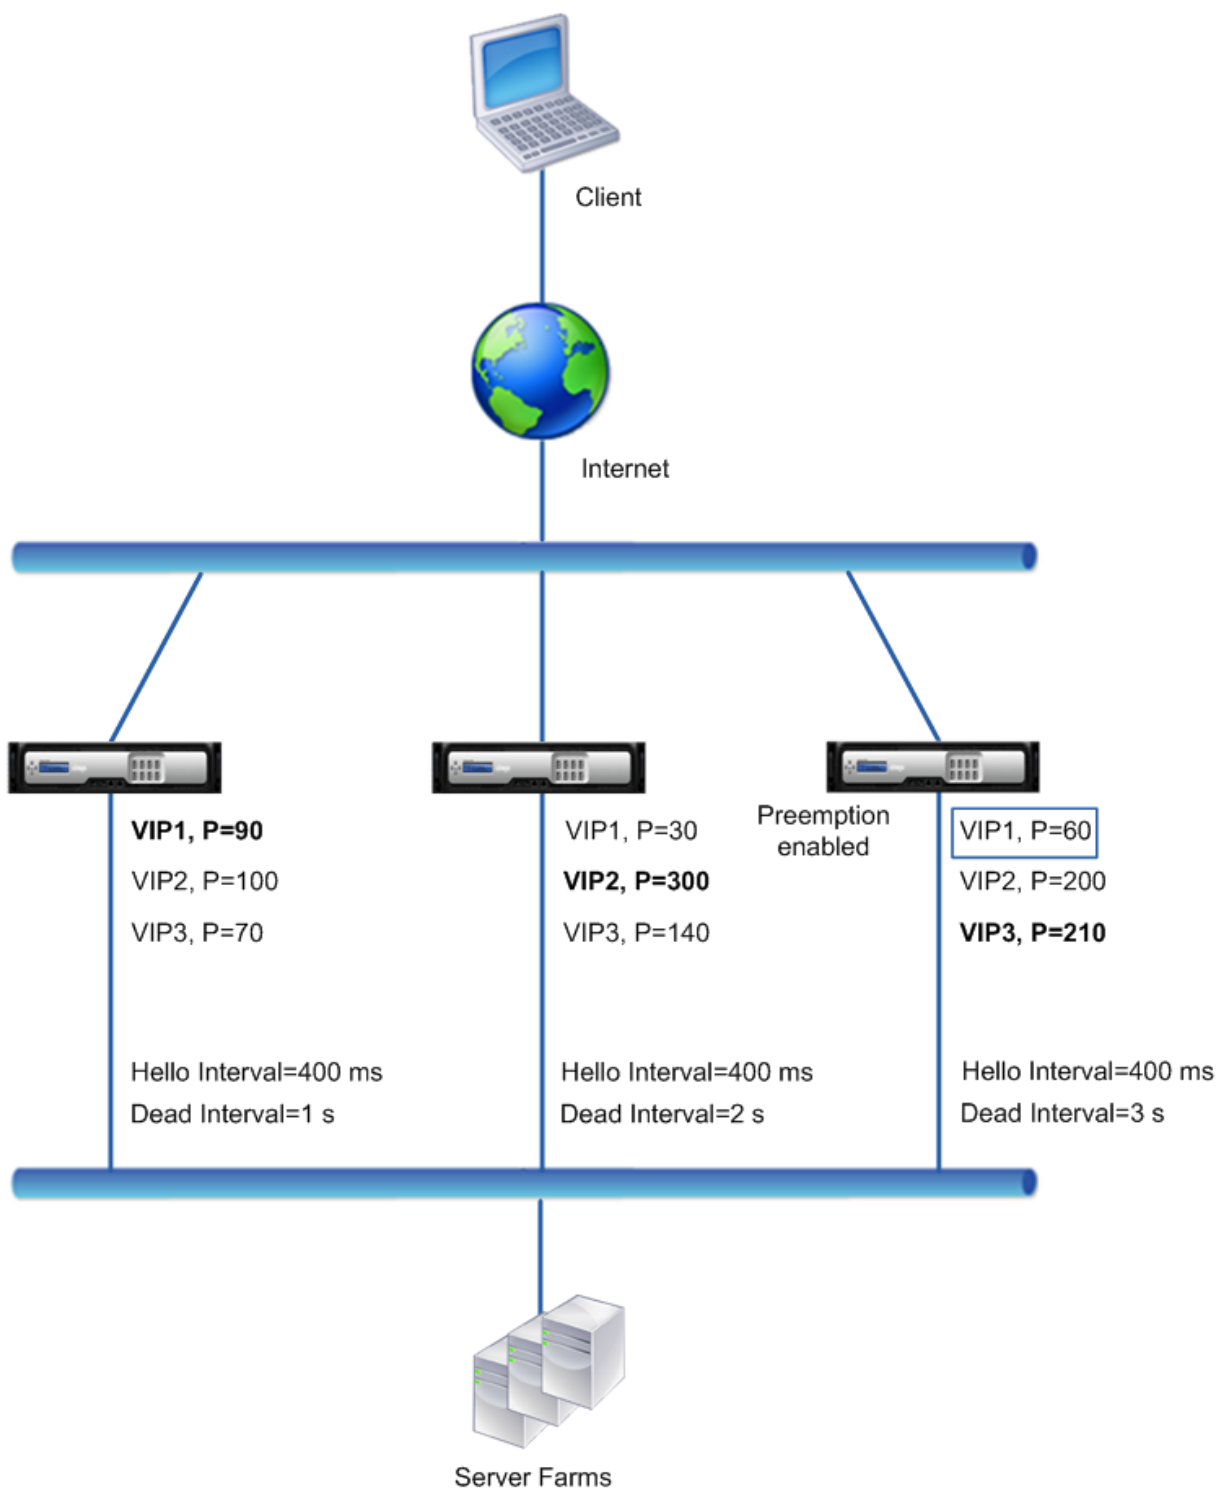 Client
Internet
Preemption
enabled
VIP1, P=90
VIP2, P=100
VIP3, P=70
VIP1, P=30
VIP2, P=300
VIP3, P=140
VIP1, P=60
VIP2, P=200
VIP3, P=210
Hello Interval=400 ms
Dead Interval=1 s
Hello Interval=400 ms
Dead Interval=2 s
Hello Interval=400 ms
Dead Interval=3 s
Server Farms